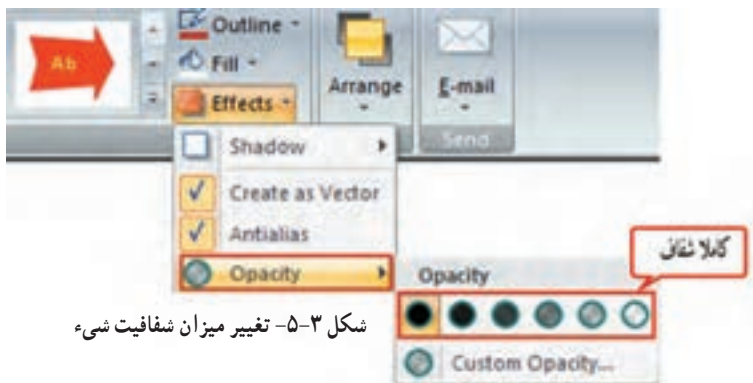 Outline
Ab
Fill
Effects
Arrange
E-mail
Send
Shadow
Create as Vector
Antialias
Opacity
Opacity
کاملا شفاف
Custom Opacity...
شکل ۳-۵- تغییر میزان شفافیت شیء